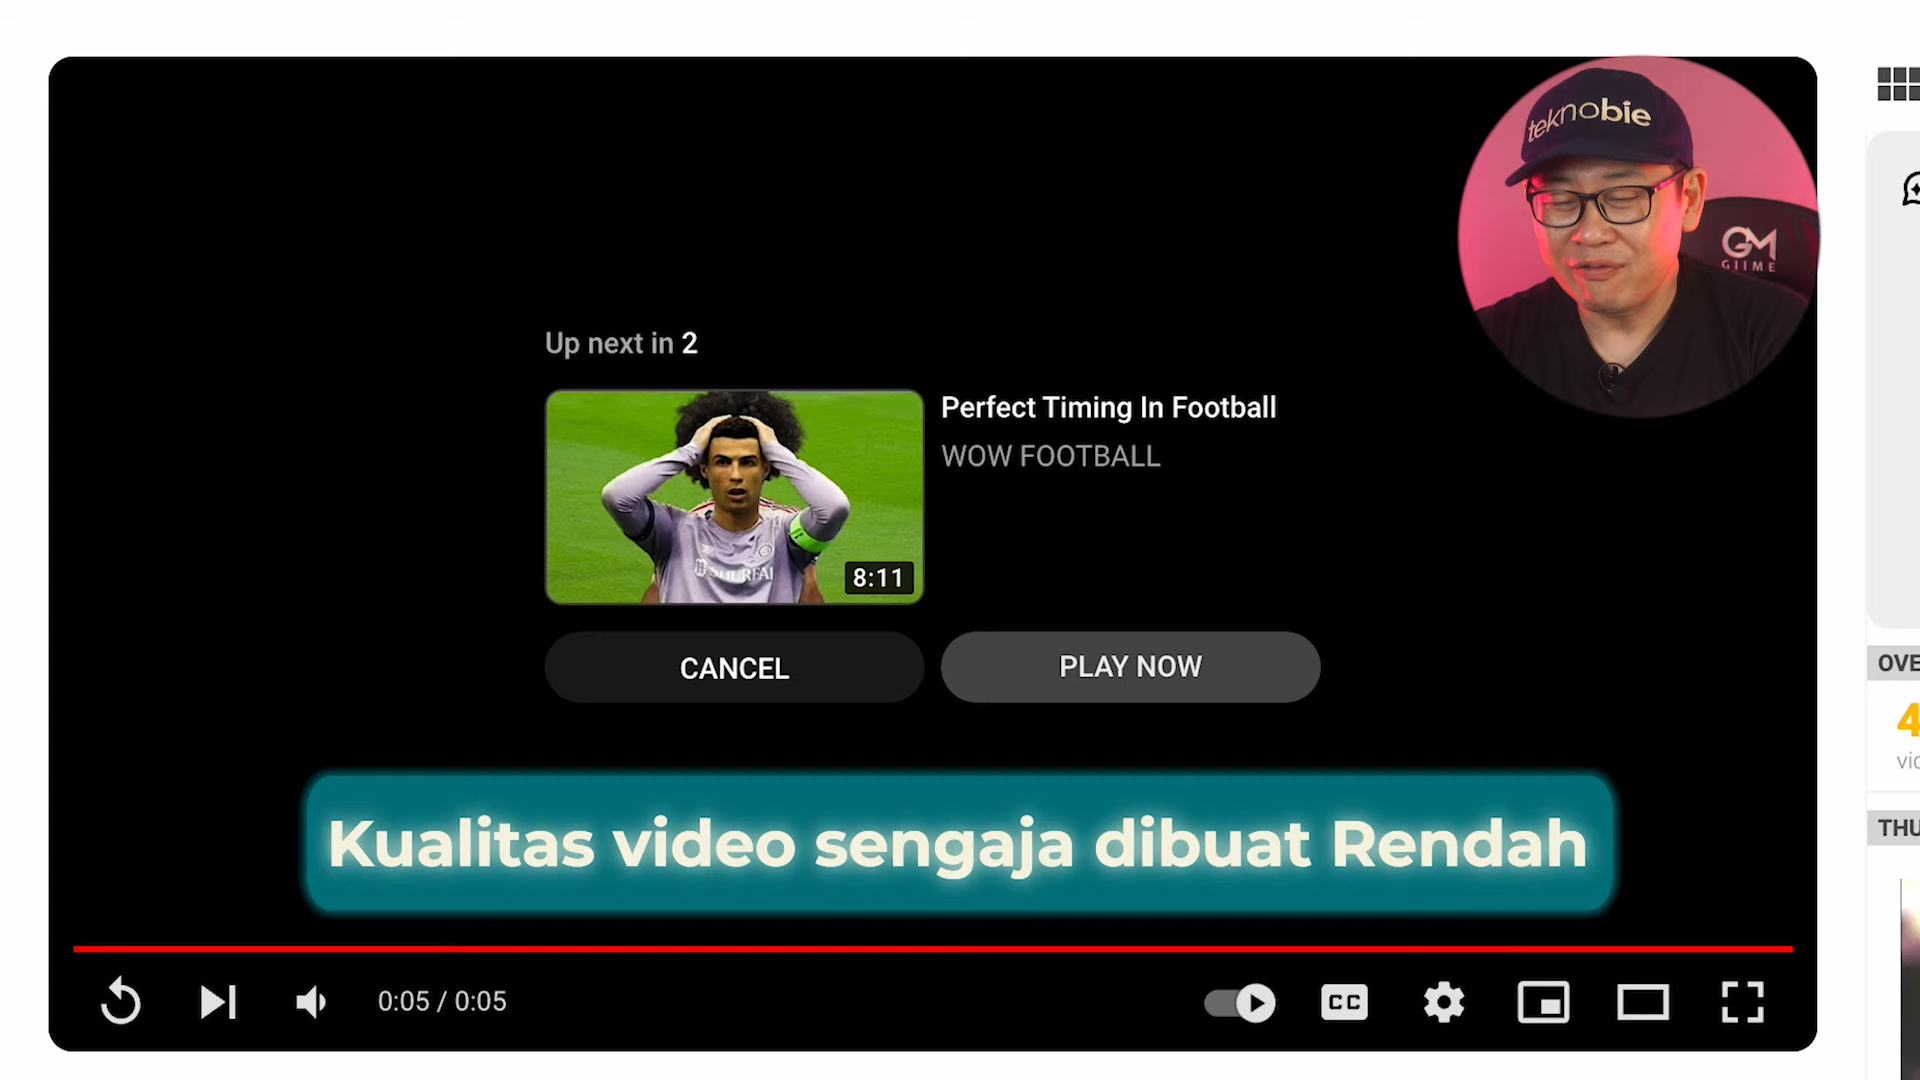 teknobie
GM
GIIME
Up next in 2
Perfect Timing In Football
WOW FOOTBALL
8:11
CANCEL
PLAY NOW
Kualitas video sengaja dibuat Rendah
0:05 / 0:05
CC
OVE
4
vic
THU